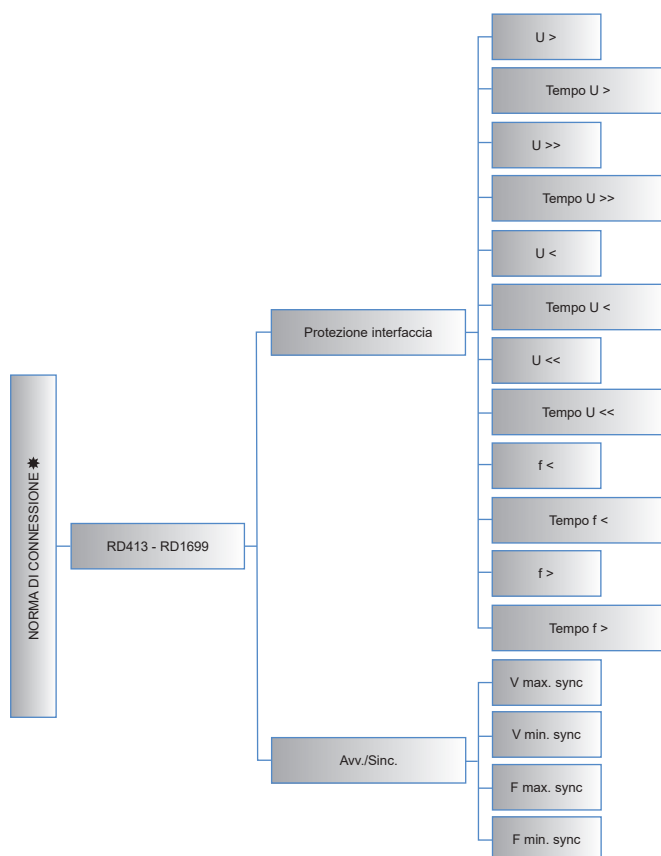 NORMA DI CONNESSIONE ✵
RD413 - RD1699
Protezione interfaccia
U >
Tempo U >
U >>
Tempo U >>
U <
Tempo U <
U <<
Tempo U <<
f <
Tempo f <
f >
Tempo f >
Avv./Sinc.
V max. sync
V min. sync
F max. sync
F min. sync